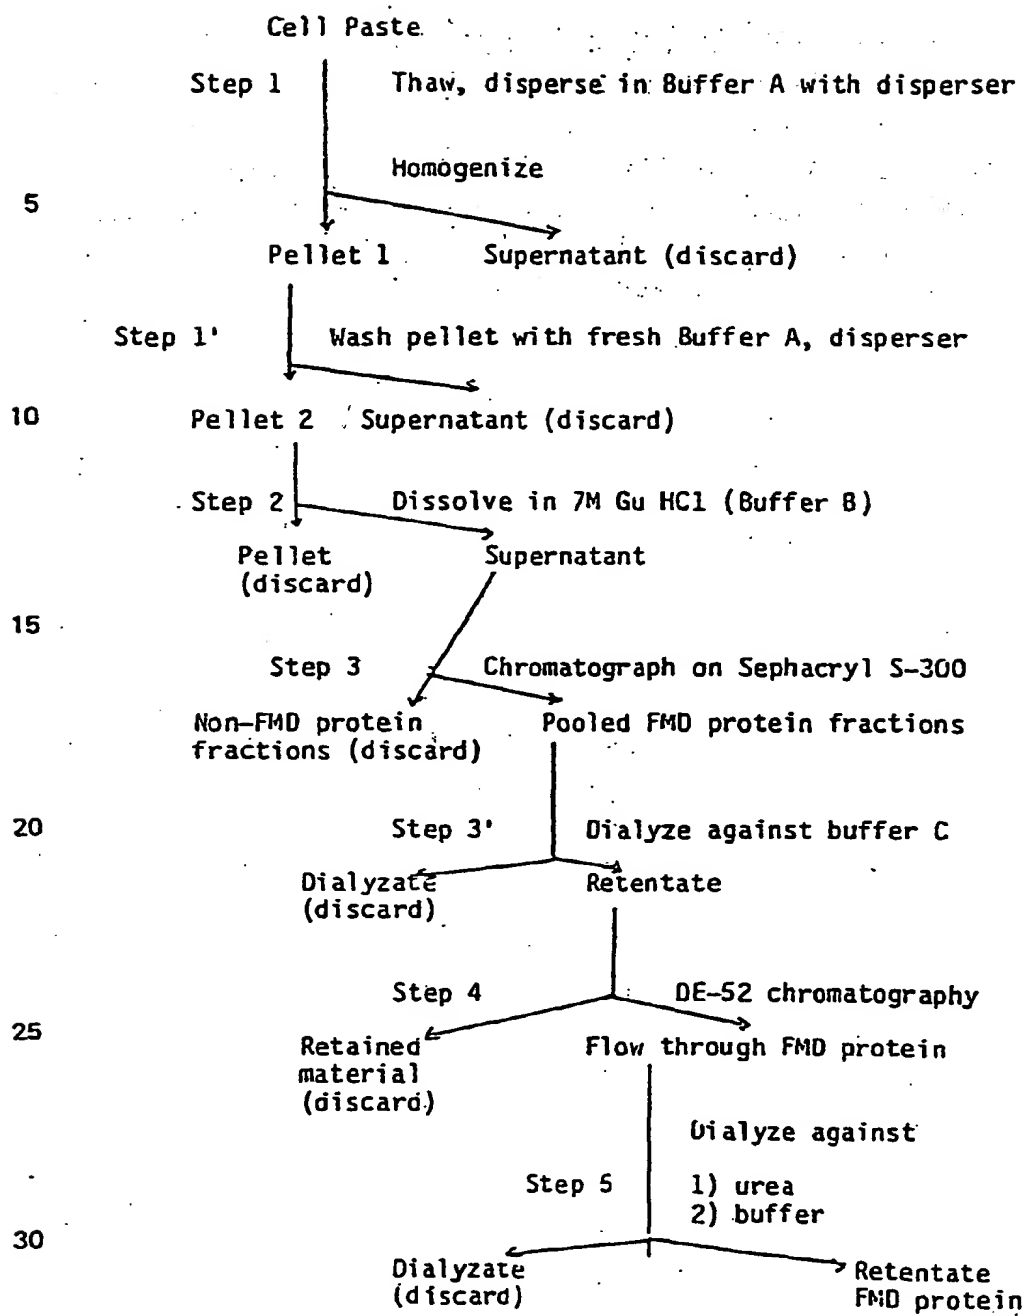 Cell Paste
Step 1 Thaw, disperse in Buffer A with disperser
Homogenize
5
Pellet 1 Supernatant (discard)
Step 1' Wash pellet with fresh Buffer A, disperser
10 Pellet 2 Supernatant (discard)
Step 2 Dissolve in 7M Gu HCl (Buffer B)
Pellet Supernatant
(discard)
15
Step 3 Chromatograph on Sephacryl S-300
Non-FMD protein Pooled FMD protein fractions
fractions (discard)
20 Step 3' Dialyze against buffer C
Dialyzate Retentate
(discard)
Step 4 DE-52 chromatography
25 Retained Flow through FMD protein
material
(discard)
Dialyze against
Step 5 1) urea
2) buffer
30
Dialyzate Retentate
(discard) FMD protein